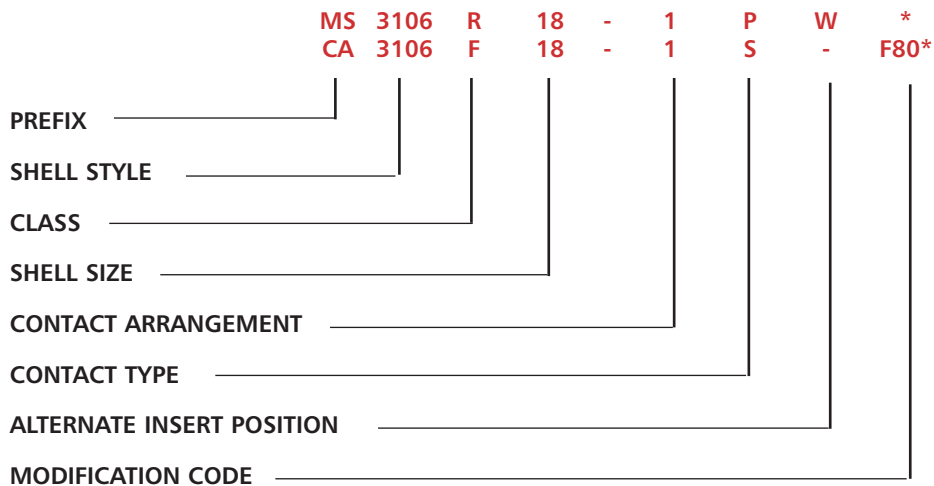 MS 3106 R 18 - 1 P W *
CA 3106 F 18 - 1 S - F80*
PREFIX
SHELL STYLE
CLASS
SHELL SIZE
CONTACT ARRANGEMENT
CONTACT TYPE
ALTERNATE INSERT POSITION
MODIFICATION CODE